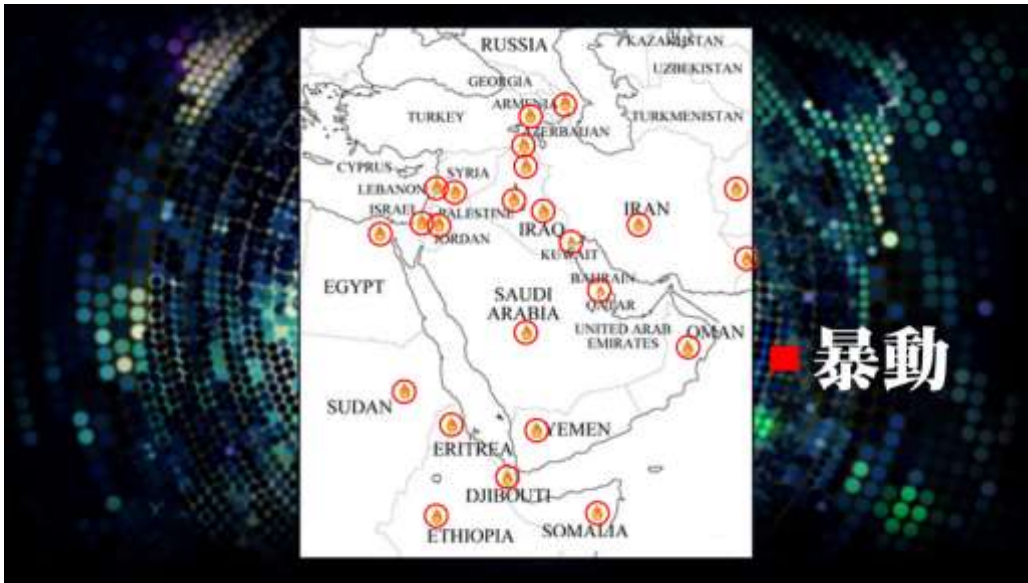 RUSSIA
KAZAKHSTAN
UZBEKISTAN
GEORGIA
ARMENIA
TURKEY
TURKMENISTAN
AZERBAIJAN
CYPRUS
SYRIA
LEBANON
ISRAEL
PALESTINE
IRAN
IRAQ
JORDAN
KUWAIT
EGYPT
BAHRAIN
SAUDI
ARABIA
QATAR
UNITED ARAB
EMIRATES
OMAN
暴動
SUDAN
YEMEN
ERITREA
DJIBOUTI
ETHIOPIA
SOMALIA